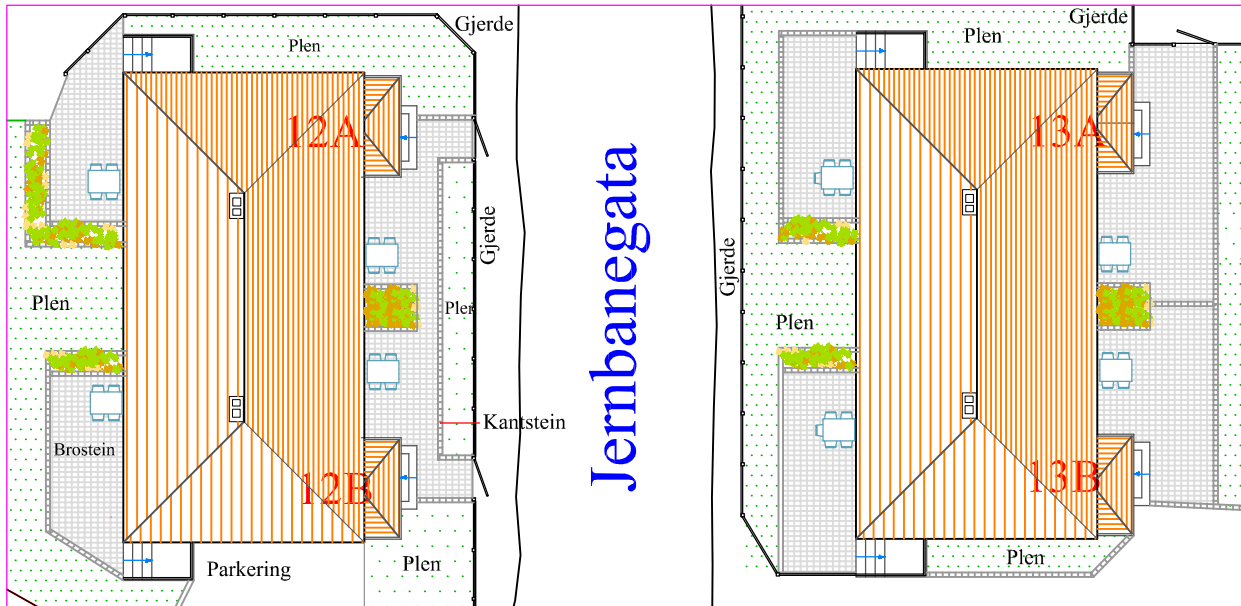 Gjerde
Plen
12A
Gjerde
Plen
Plen
Kantstein
Brostein
12B
Parkering
Plen
Jernbanegata
Gjerde
Plen
13A
Gjerde
Plen
13B
Plen